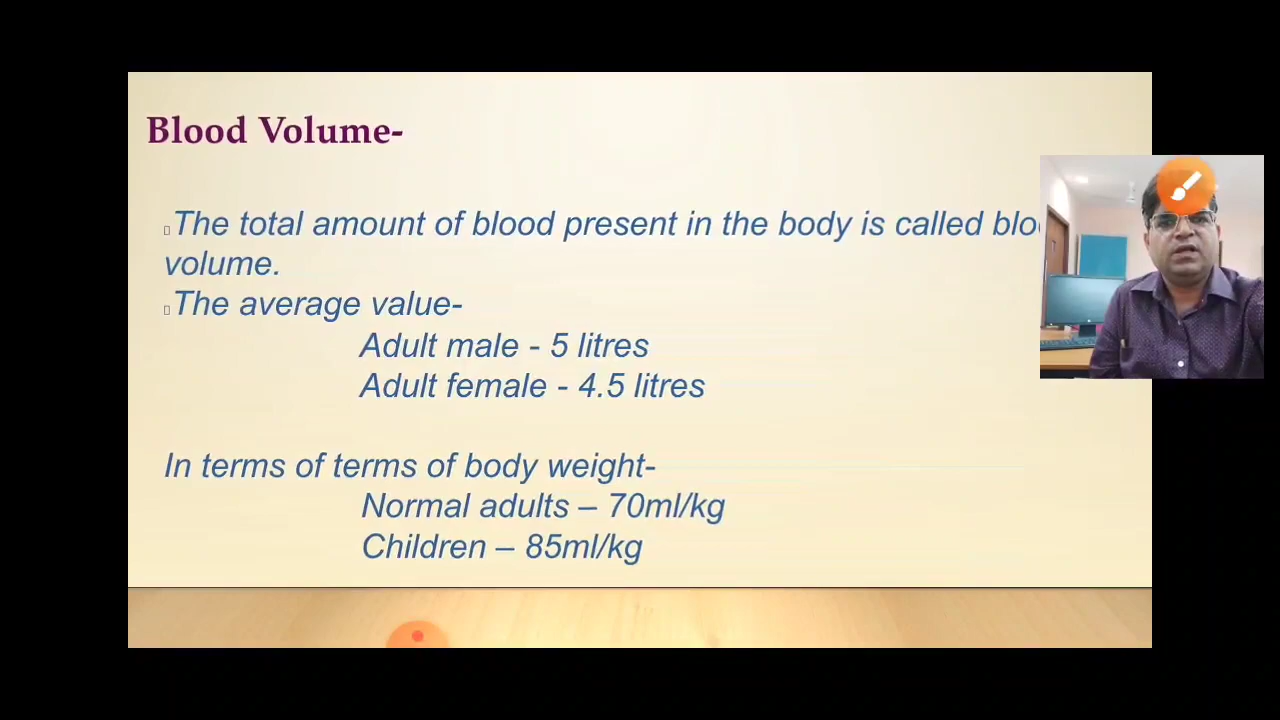 Blood Volume-
The total amount of blood present in the body is called
volume.
The average value-
Adult male - 5 litres
Adult female - 4.5 litres
In terms of terms of body weight-
Normal adults – 70ml/kg
Children – 85ml/kg